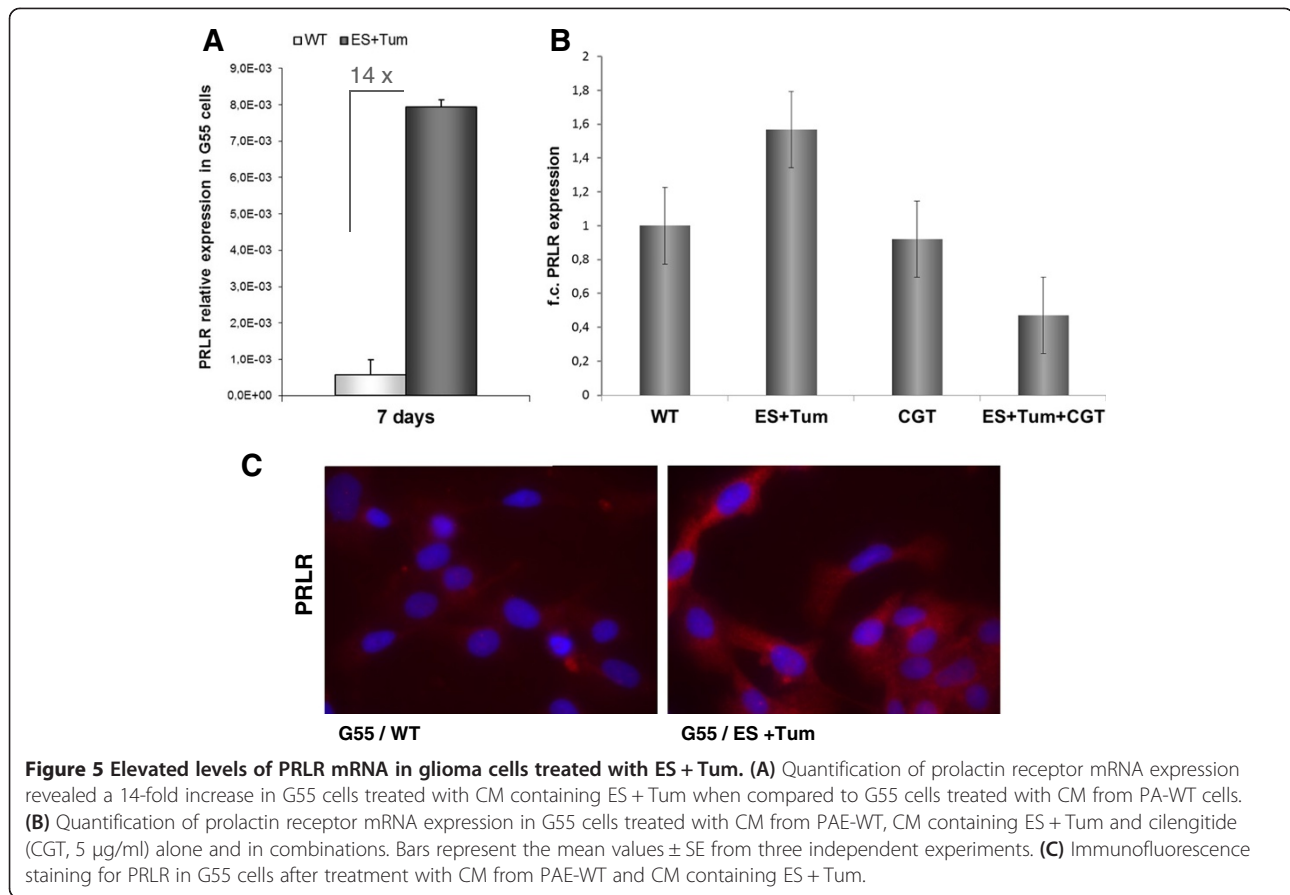 A
□WT ■ES+Tum
14 x
PRLR relative expression in G55 cells
9,0E-03
8,0E-03
7,0E-03
6,0E-03
5,0E-03
4,0E-03
3,0E-03
2,0E-03
1,0E-03
0,0E+00
7 days
B
f.c. PRLR expression
2
1,8
1,6
1,4
1,2
1
0,8
0,6
0,4
0,2
0
WT ES+Tum CGT ES+Tum+CGT
C
PRLR
G55 / WT G55 / ES +Tum
Figure 5 Elevated levels of PRLR mRNA in glioma cells treated with ES + Tum. (A) Quantification of prolactin receptor mRNA expression
revealed a 14-fold increase in G55 cells treated with CM containing ES + Tum when compared to G55 cells treated with CM from PA-WT cells.
(B) Quantification of prolactin receptor mRNA expression in G55 cells treated with CM from PAE-WT, CM containing ES + Tum and cilengitide
(CGT, 5 μg/ml) alone and in combinations. Bars represent the mean values ± SE from three independent experiments. (C) Immunofluorescence
staining for PRLR in G55 cells after treatment with CM from PAE-WT and CM containing ES + Tum.